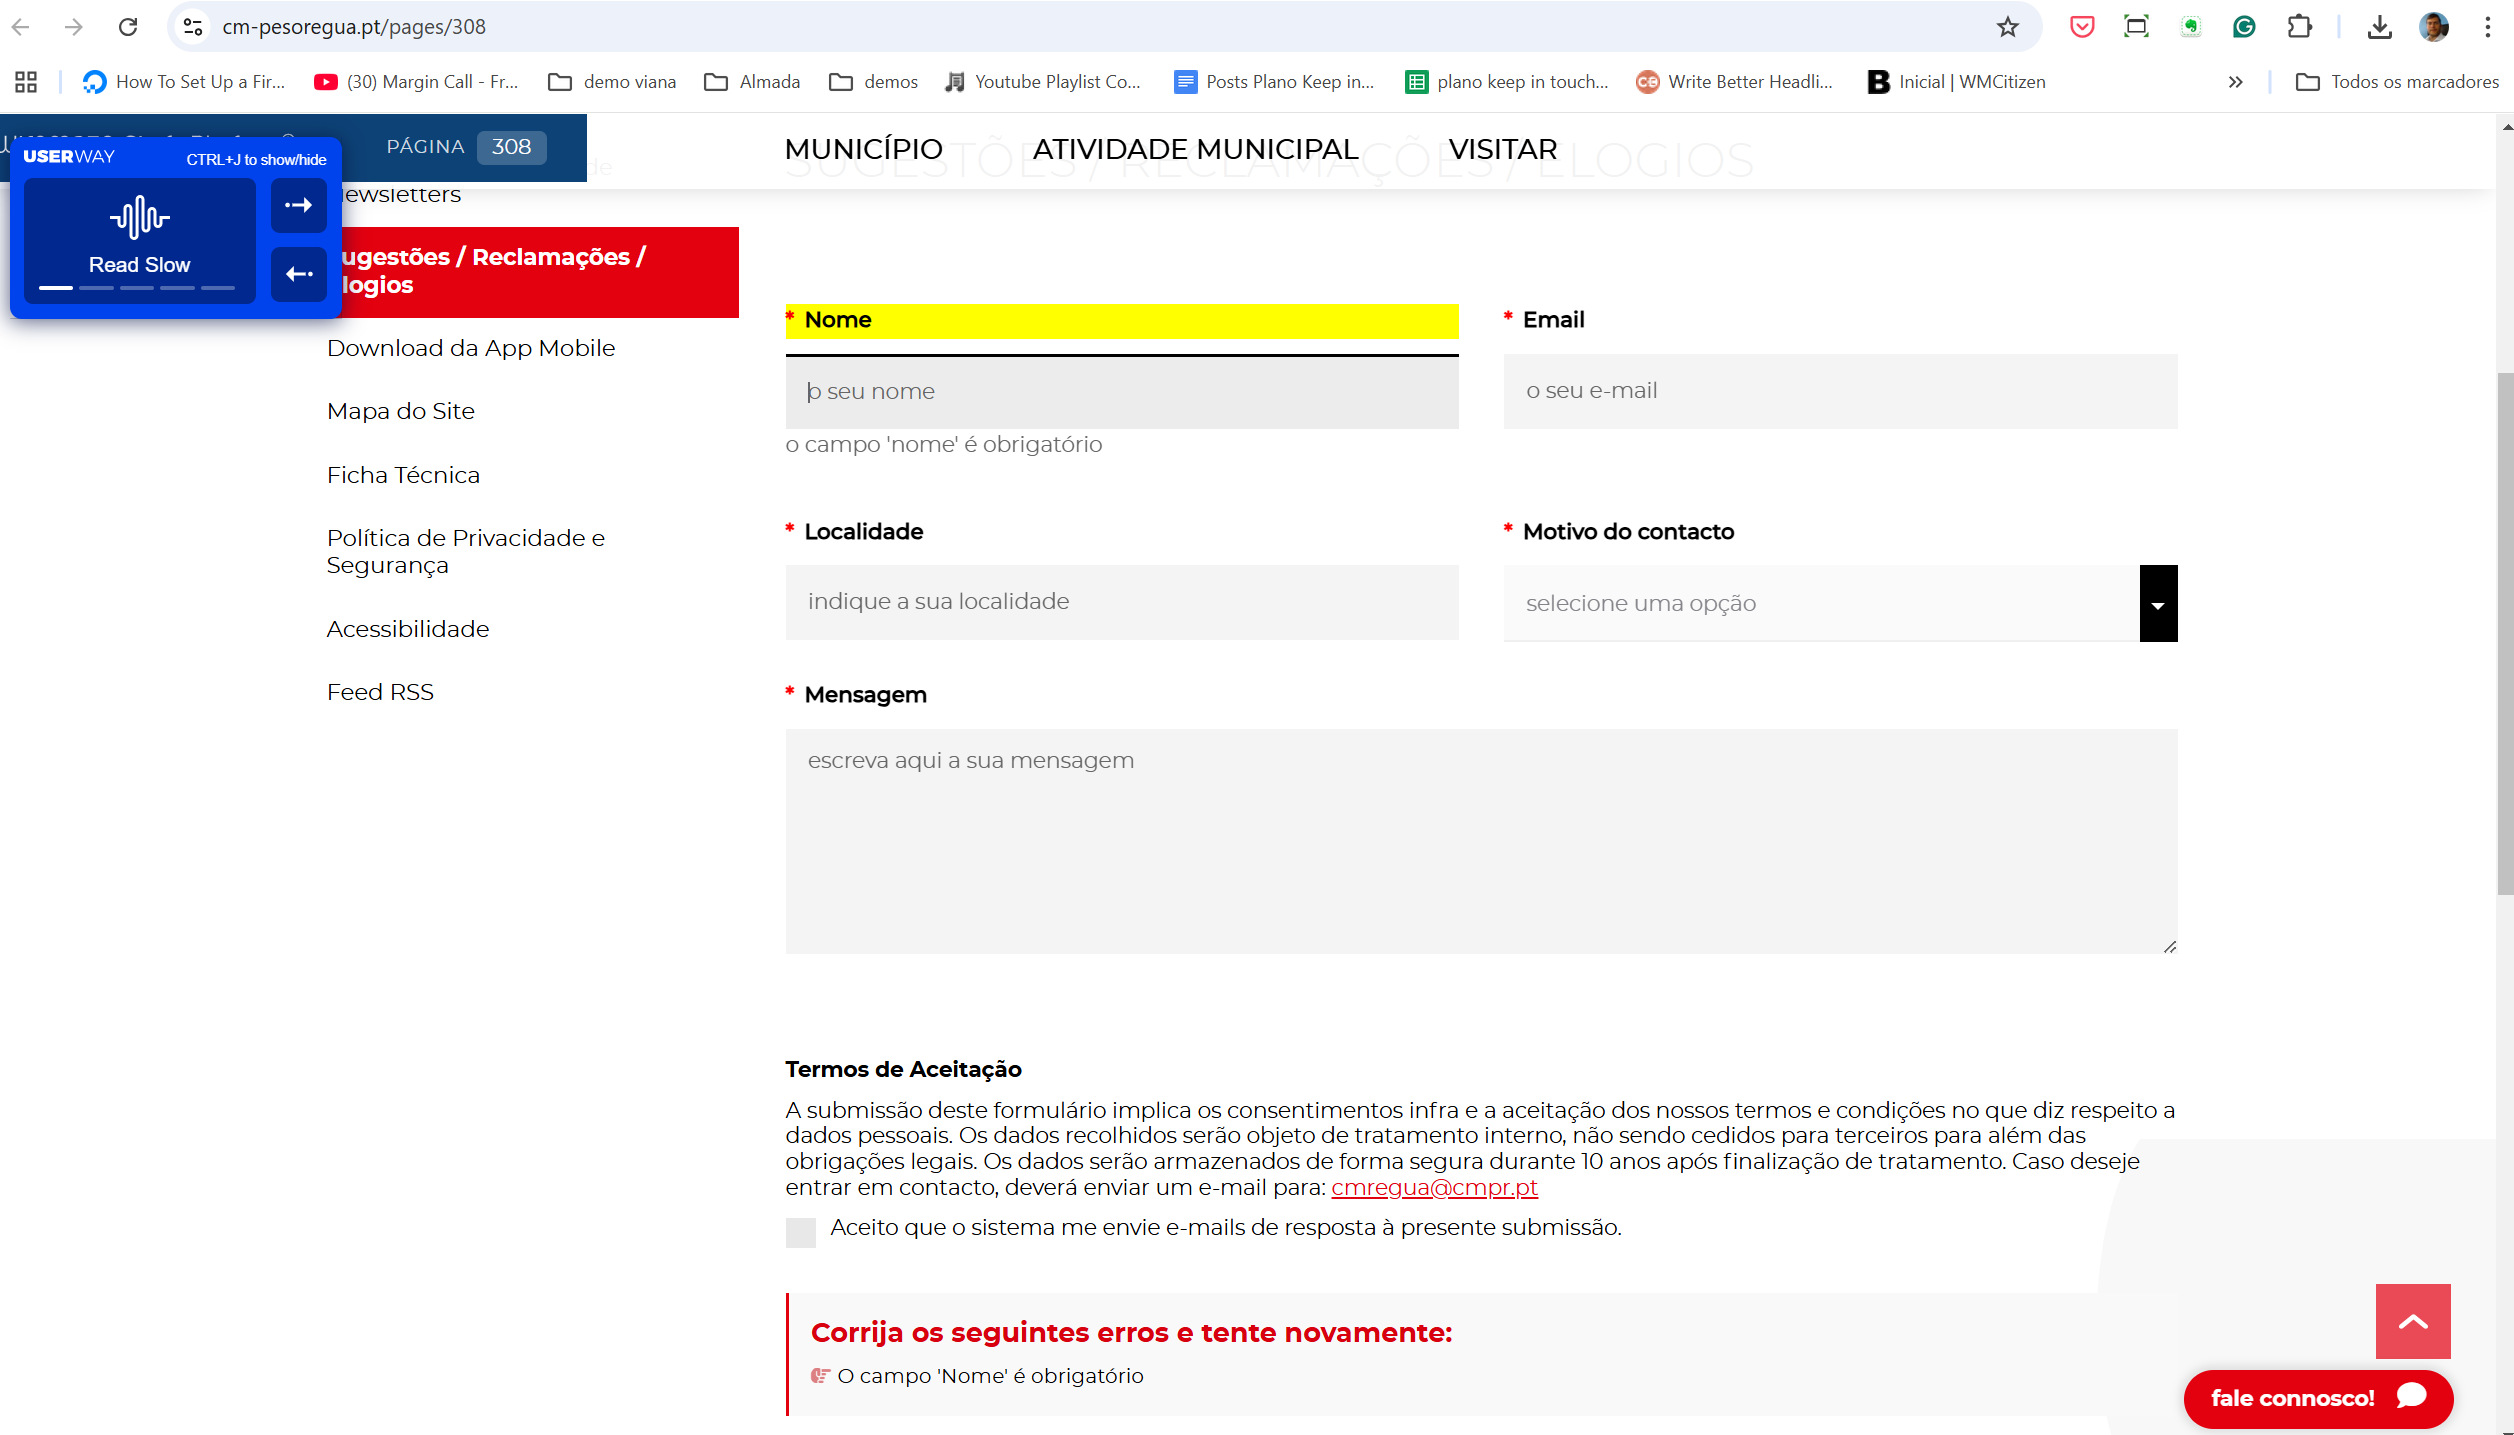 cm-pesoregua.pt/pages/308
How To Set Up a Fir...
(30) Margin Call - Fr...
demo viana
Almada
demos
Youtube Playlist Co...
Posts Plano Keep in...
plano keep in touch...
Write Better Headli...
Inicial | WMCitizen
Todos os marcadores
PÁGINA 308
MUNICÍPIO
ATIVIDADE MUNICIPAL
VISITAR
SUGESTÕES / RECLAMAÇÕES / ELOGIOS
USERWAY
CTRL+J to show/hide
Read Slow
ewsletters
ugestões / Reclamações /
logios
Download da App Mobile
Mapa do Site
Ficha Técnica
Política de Privacidade e
Segurança
Acessibilidade
Feed RSS
* Nome
o seu nome
o campo 'nome' é obrigatório
* Email
o seu e-mail
* Localidade
indique a sua localidade
* Motivo do contacto
selecione uma opção
* Mensagem
escreva aqui a sua mensagem
Termos de Aceitação
A submissão deste formulário implica os consentimentos infra e a aceitação dos nossos termos e condições no que diz respeito a
dados pessoais. Os dados recolhidos serão objeto de tratamento interno, não sendo cedidos para terceiros para além das
obrigações legais. Os dados serão armazenados de forma segura durante 10 anos após finalização de tratamento. Caso deseje
entrar em contacto, deverá enviar um e-mail para: cmregua@cmpr.pt
Aceito que o sistema me envie e-mails de resposta à presente submissão.
Corrija os seguintes erros e tente novamente:
O campo 'Nome' é obrigatório
fale connosco!